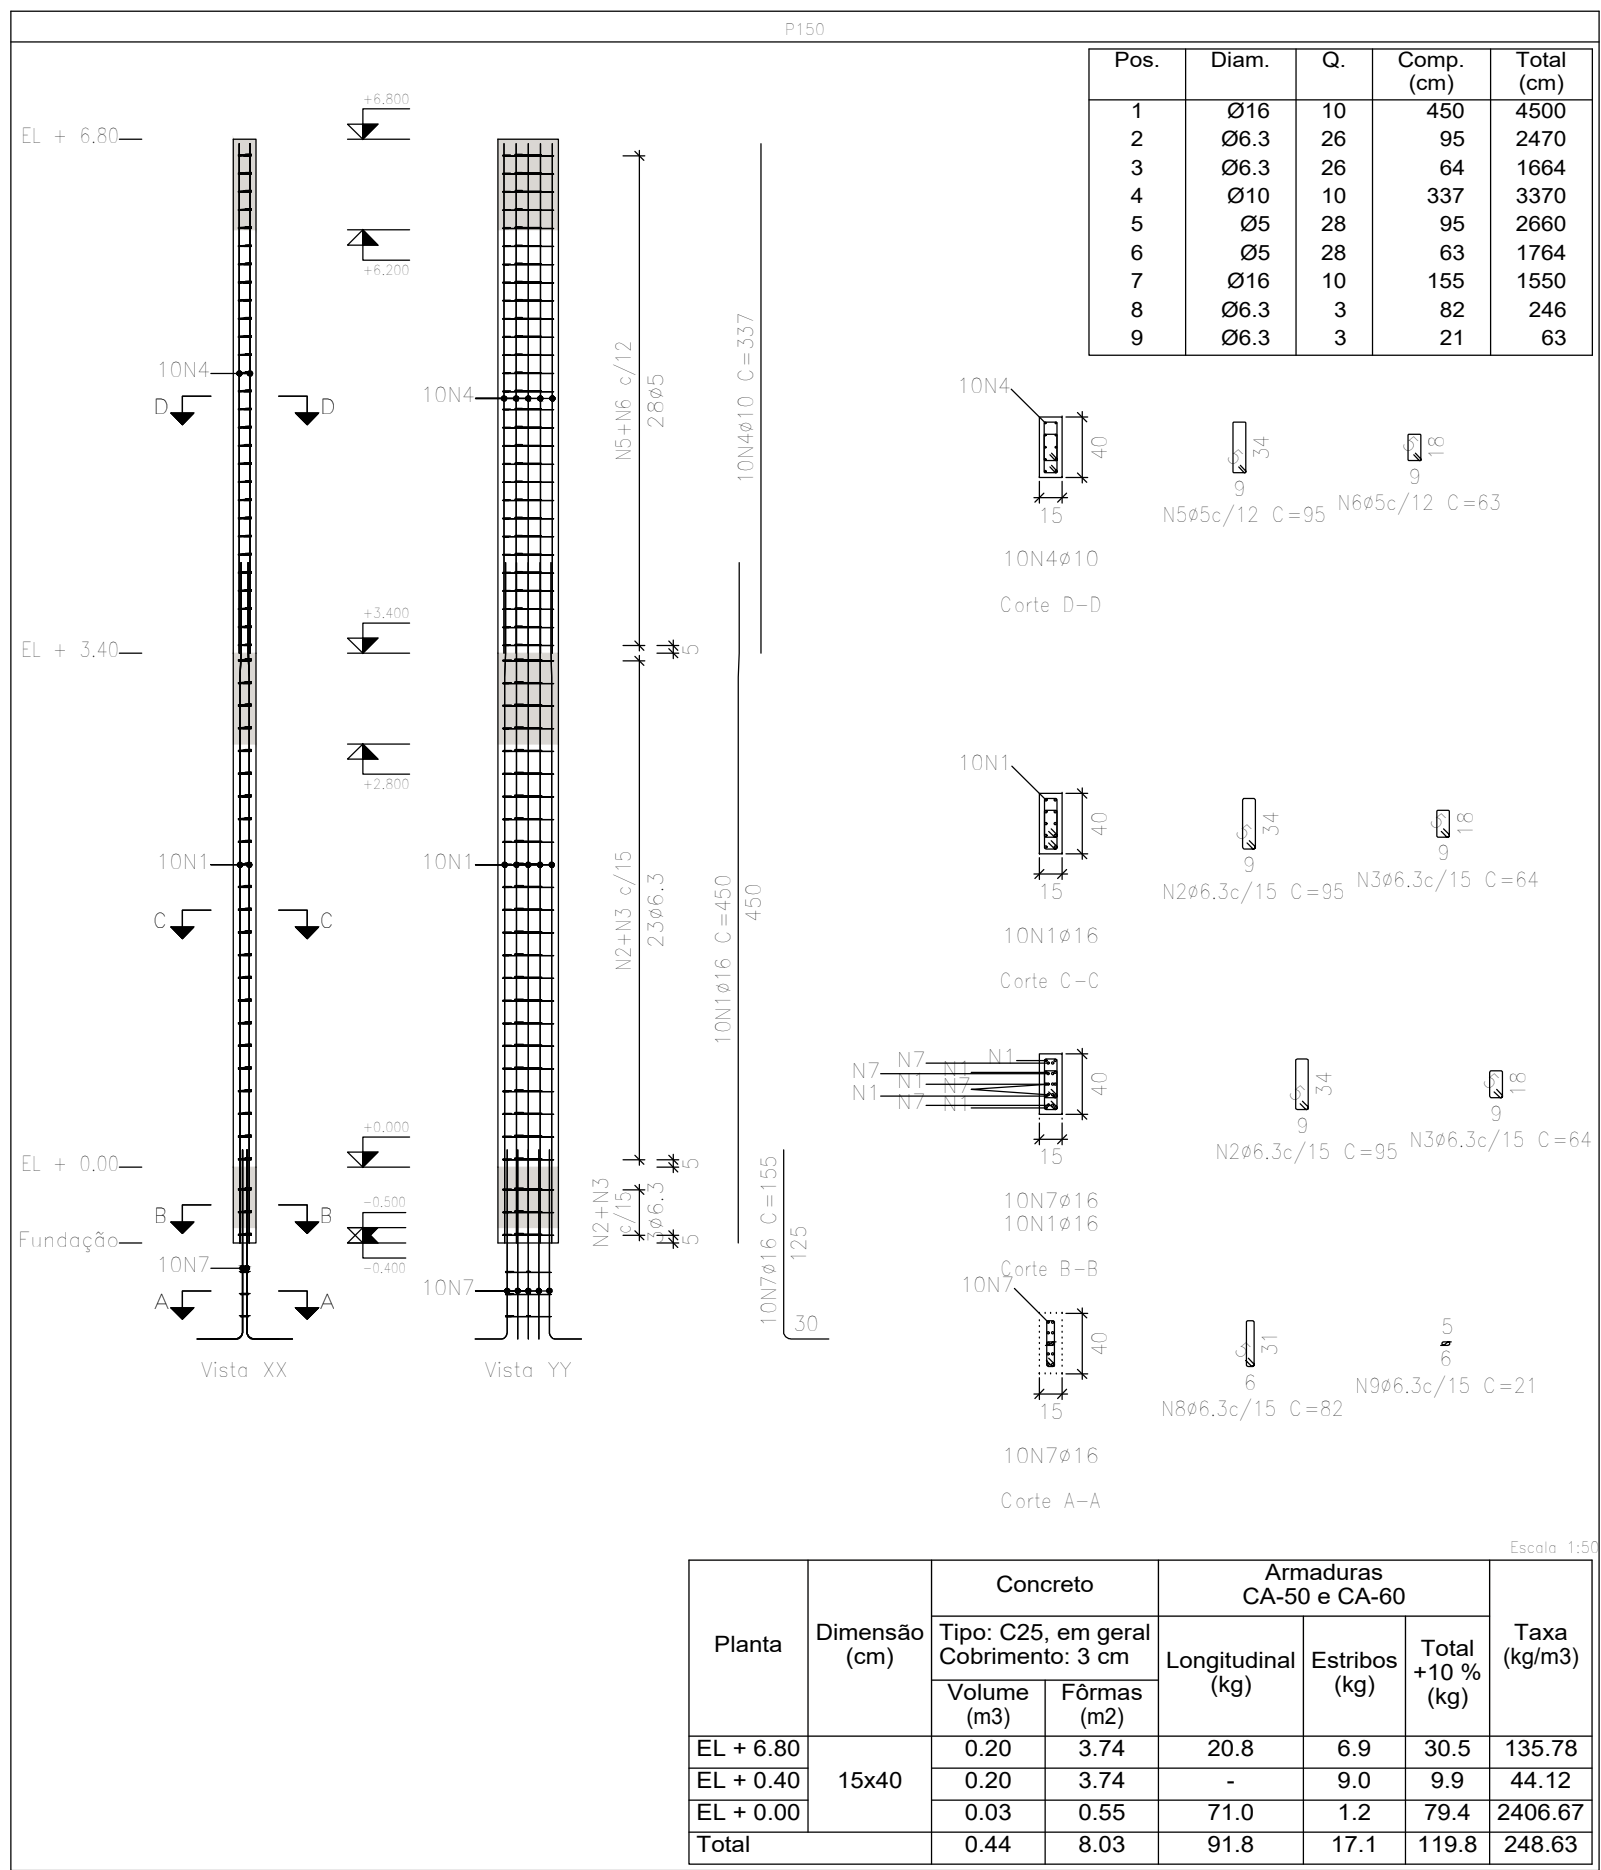 P150
Pos. Diam. Q. Comp. (cm) Total (cm)
1 Ø16 10 450 4500
2 Ø6.3 26 95 2470
3 Ø6.3 26 64 1664
4 Ø10 10 337 3370
5 Ø5 28 95 2660
6 Ø5 28 63 1764
7 Ø16 10 155 1550
8 Ø6.3 3 82 246
9 Ø6.3 3 21 63
EL + 6.80
+6.800
+6.200
10N4
D D
10N4
N5+N6 c/12
28ø5
10N4ø10 C=337
EL + 3.40
+3.400
5
+2.800
10N1
C C
10N1
N2+N3 c/15
23ø6.3
10N1ø16 C=450
450
EL + 0.00
+0.000
5
B B
-0.500
-0.400
N2+N3
c/15
3ø6.3
5
Fundação
10N7
A A
10N7
10N7ø16 C=155
125
30
Vista XX
Vista YY
10N4
40
15
10N4ø10
Corte D-D
5 34
9
N5ø5c/12 C=95
5 18
9
N6ø5c/12 C=63
10N1
40
15
10N1ø16
Corte C-C
5 34
9
N2ø6.3c/15 C=95
5 18
9
N3ø6.3c/15 C=64
N7 N1
N7 N1
N1 N7
N1
N7 N1
40
15
10N7ø16
10N1ø16
Corte B-B
5 34
9
N2ø6.3c/15 C=95
5 18
9
N3ø6.3c/15 C=64
10N7
40
15
10N7ø16
Corte A-A
5 31
6
N8ø6.3c/15 C=82
5
6
N9ø6.3c/15 C=21
Escala 1:50
Planta
Dimensão (cm)
Concreto
Armaduras
CA-50 e CA-60
Taxa (kg/m3)
Tipo: C25, em geral
Cobrimento: 3 cm
Longitudinal (kg)
Estribos (kg)
Total +10 % (kg)
Volume (m3)
Fôrmas (m2)
EL + 6.80 0.20 3.74 20.8 6.9 30.5 135.78
EL + 0.40 15x40 0.20 3.74 - 9.0 9.9 44.12
EL + 0.00 0.03 0.55 71.0 1.2 79.4 2406.67
Total 0.44 8.03 91.8 17.1 119.8 248.63